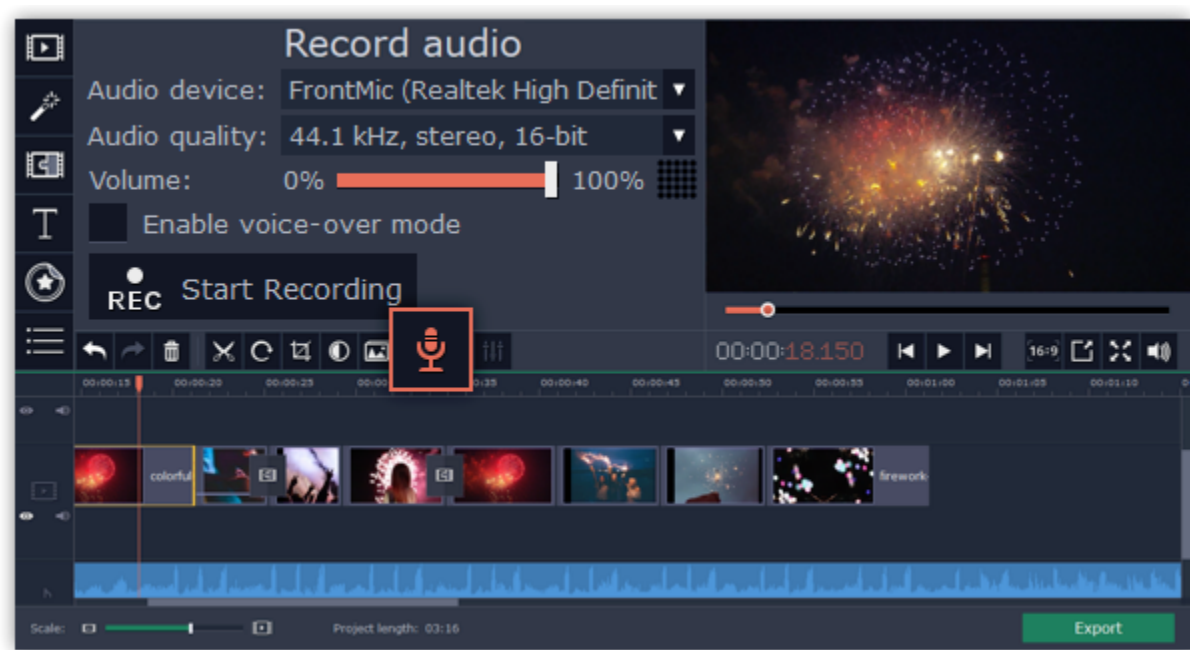 Record audio
Audio device: FrontMic (Realtek High Definit
Audio quality: 44.1 kHz, stereo, 16-bit
Volume: 0% 100%
Enable voice-over mode
REC Start Recording
T
00:00:18.150
16:9
00:00:15 00:00:20 00:00:25 00:00:40 00:00:45 00:00:50 00:00:55 00:01:00 00:01:05 00:01:10
colorful
firework
Scale: Project length: 03:16
Export